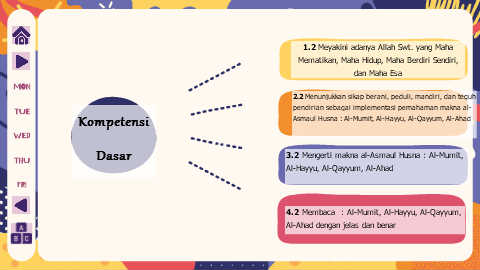 MON
TUE
WED
THU
FRI
A
B C
Kompetensi
Dasar
1.2 Meyakini adanya Allah Swt. yang Maha
Mematikan, Maha Hidup, Maha Berdiri Sendiri,
dan Maha Esa
2.2 Menunjukkan sikap berani, peduli, mandiri, dan teguh
pendirian sebagai implementasi pemahaman makna al-
Asmaul Husna : Al-Mumit, Al-Hayyu, Al-Qayyum, Al-Ahad
3.2 Mengerti makna al-Asmaul Husna : Al-Mumit,
Al-Hayyu, Al-Qayyum, Al-Ahad
4.2 Membaca : Al-Mumit, Al-Hayyu, Al-Qayyum,
Al-Ahad dengan jelas dan benar